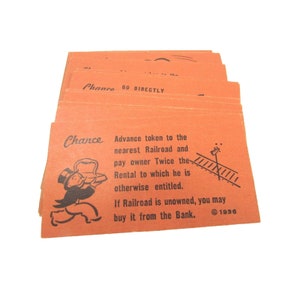 Chance GO DIRECTLY
Chance
Advance token to the
nearest Railroad and
pay owner Twice the
Rental to which he is
otherwise entitled.
If Railroad is unowned, you may
buy it from the Bank.
© 1936